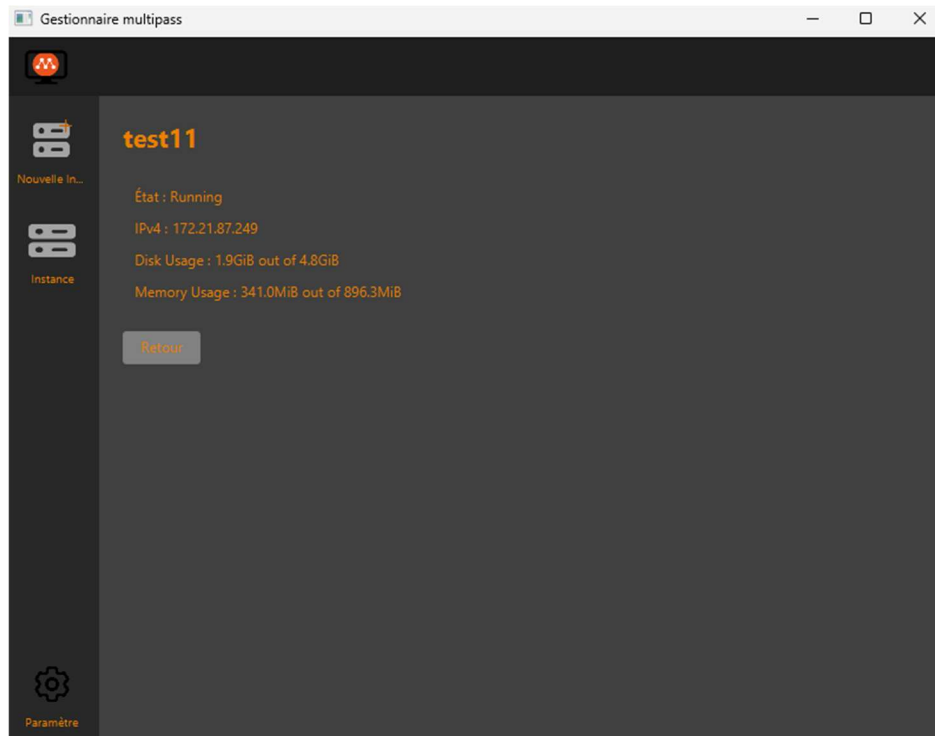 Gestionnaire multipass
Nouvelle In...
Instance
Paramètre
test11
État : Running
IPv4 : 172.21.87.249
Disk Usage : 1.9GiB out of 4.8GiB
Memory Usage : 341.0MiB out of 896.3MiB
Retour